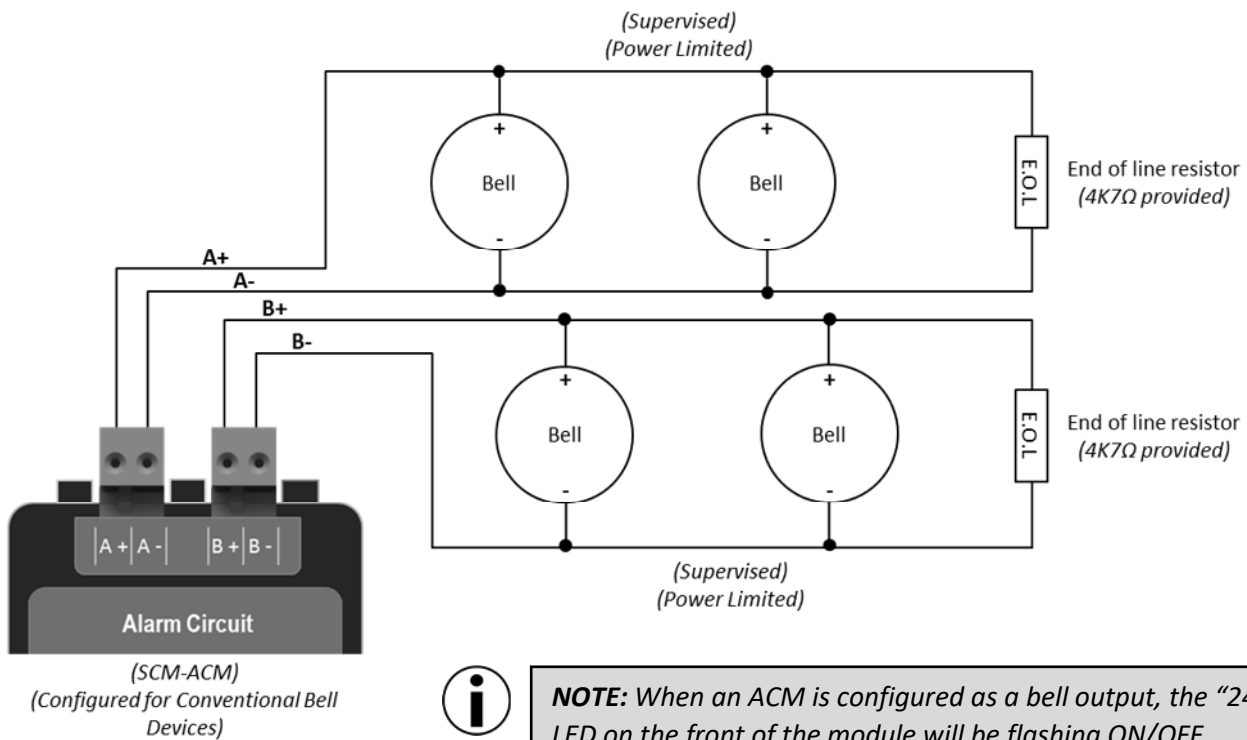 (Supervised)
(Power Limited)
+
Bell
-
+
Bell
-
E.O.L
End of line resistor
(4K7Ω provided)
A+
A-
B+
B-
+
Bell
-
+
Bell
-
E.O.L
End of line resistor
(4K7Ω provided)
A + A - B + B -
Alarm Circuit
(Supervised)
(Power Limited)
(SCM-ACM)
(Configured for Conventional Bell
Devices)
NOTE: When an ACM is configured as a bell output, the “24
LED on the front of the module will be flashing ON/OFF